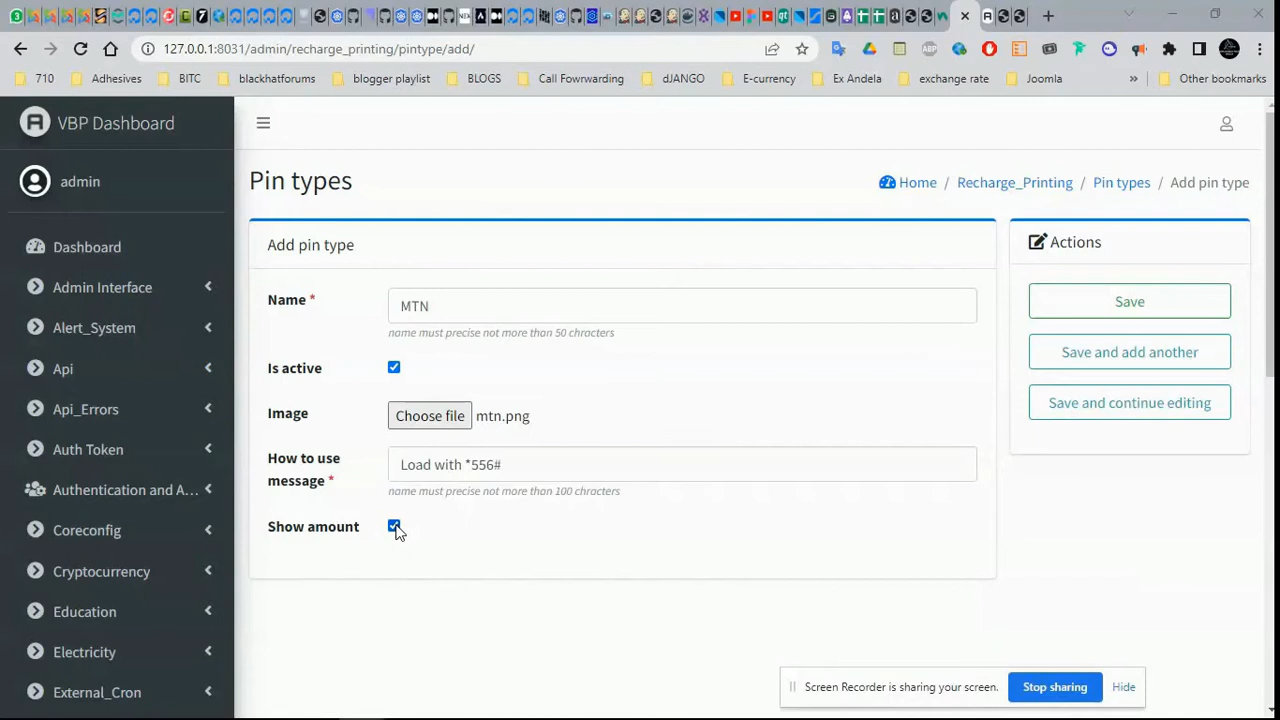 127.0.0.1:8031/admin/recharge_printing/pintype/add/
710
Adhesives
BITC
blackhatforums
blogger playlist
BLOGS
Call Fowrwarding
dJANGO
E-currency
Ex Andela
exchange rate
Joomla
»
Other bookmarks
VBP Dashboard
admin
Dashboard
Admin Interface
Alert_System
Api
Api_Errors
Auth Token
Authentication and A...
Coreconfig
Cryptocurrency
Education
Electricity
External_Cron
Pin types
Home / Recharge_Printing / Pin types / Add pin type
Add pin type
Name *
MTN
name must precise not more than 50 chracters
Is active
Image
Choose file mtn.png
How to use
message *
Load with *556#
name must precise not more than 100 chracters
Show amount
Actions
Save
Save and add another
Save and continue editing
Screen Recorder is sharing your screen.
Stop sharing
Hide